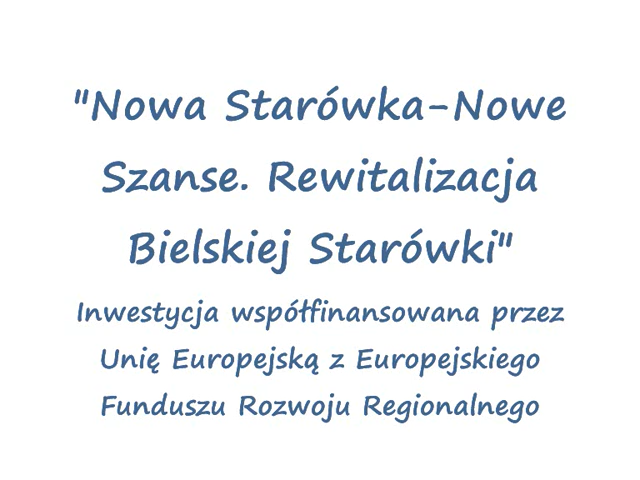 "Nowa Starówka-Nowe
Szanse. Rewitalizacja
Bielskiej Starówki"
Inwestycja współfinansowana przez
Unię Europejską z Europejskiego
Funduszu Rozwoju Regionalnego